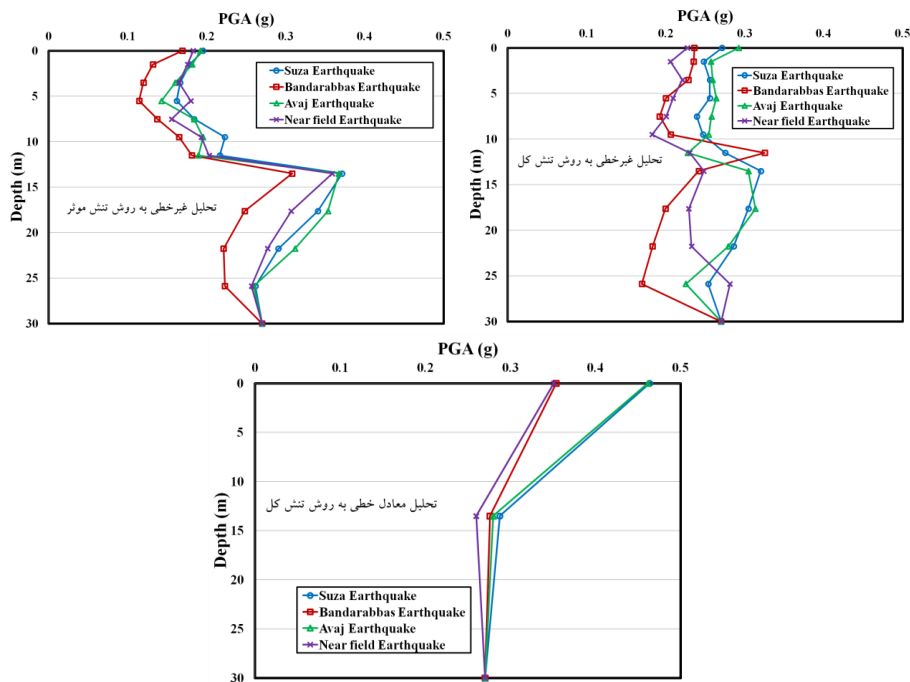 PGA (g)
0 0.1 0.2 0.3 0.4 0.5
0
5
10
15
20
25
30
Depth (m)
Suza Earthquake
Bandarabbas Earthquake
Avaj Earthquake
Near field Earthquake
تحلیل غیرخطی به روش تنش موثر
PGA (g)
0 0.1 0.2 0.3 0.4 0.5
0
5
10
15
20
25
30
Depth (m)
Suza Earthquake
Bandarabbas Earthquake
Avaj Earthquake
Near field Earthquake
تحلیل غیرخطی به روش تنش کل
PGA (g)
0 0.1 0.2 0.3 0.4 0.5
0
5
10
15
20
25
30
Depth (m)
تحلیل معادل خطی به روش تنش کل
Suza Earthquake
Bandarabbas Earthquake
Avaj Earthquake
Near field Earthquake